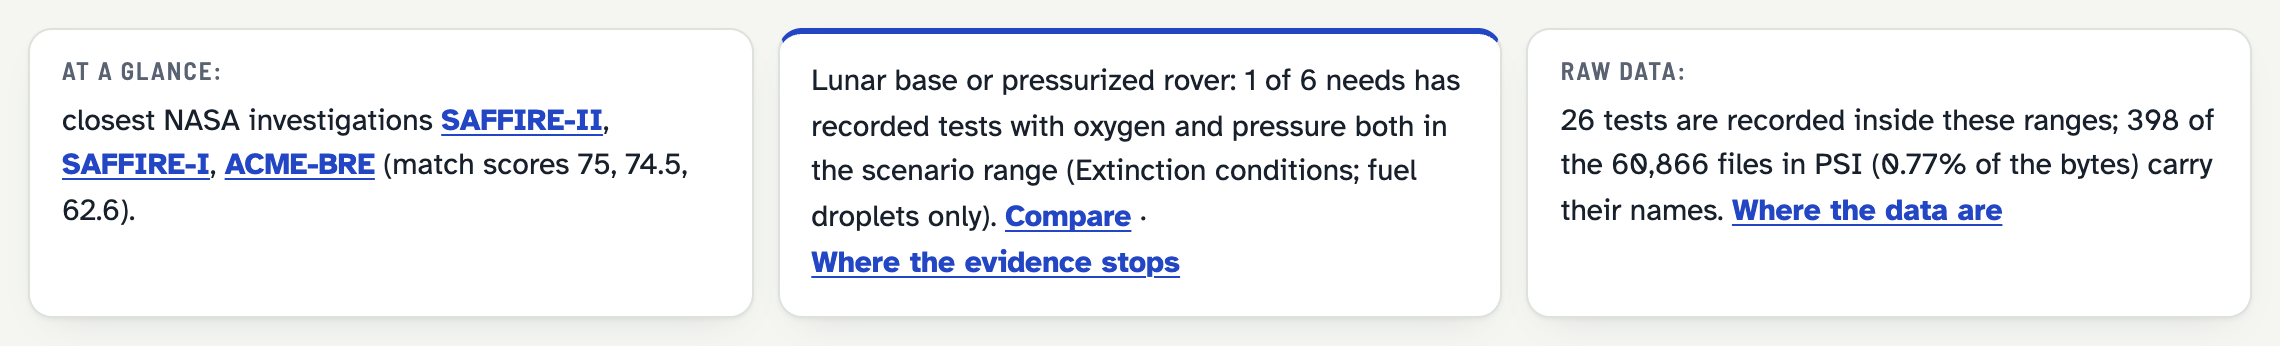 AT A GLANCE:
closest NASA investigations SAFFIRE-II,
SAFFIRE-I, ACME-BRE (match scores 75, 74.5,
62.6).
Lunar base or pressurized rover: 1 of 6 needs has
recorded tests with oxygen and pressure both in
the scenario range (Extinction conditions; fuel
droplets only). Compare ·
Where the evidence stops
RAW DATA:
26 tests are recorded inside these ranges; 398 of
the 60,866 files in PSI (0.77% of the bytes) carry
their names. Where the data are